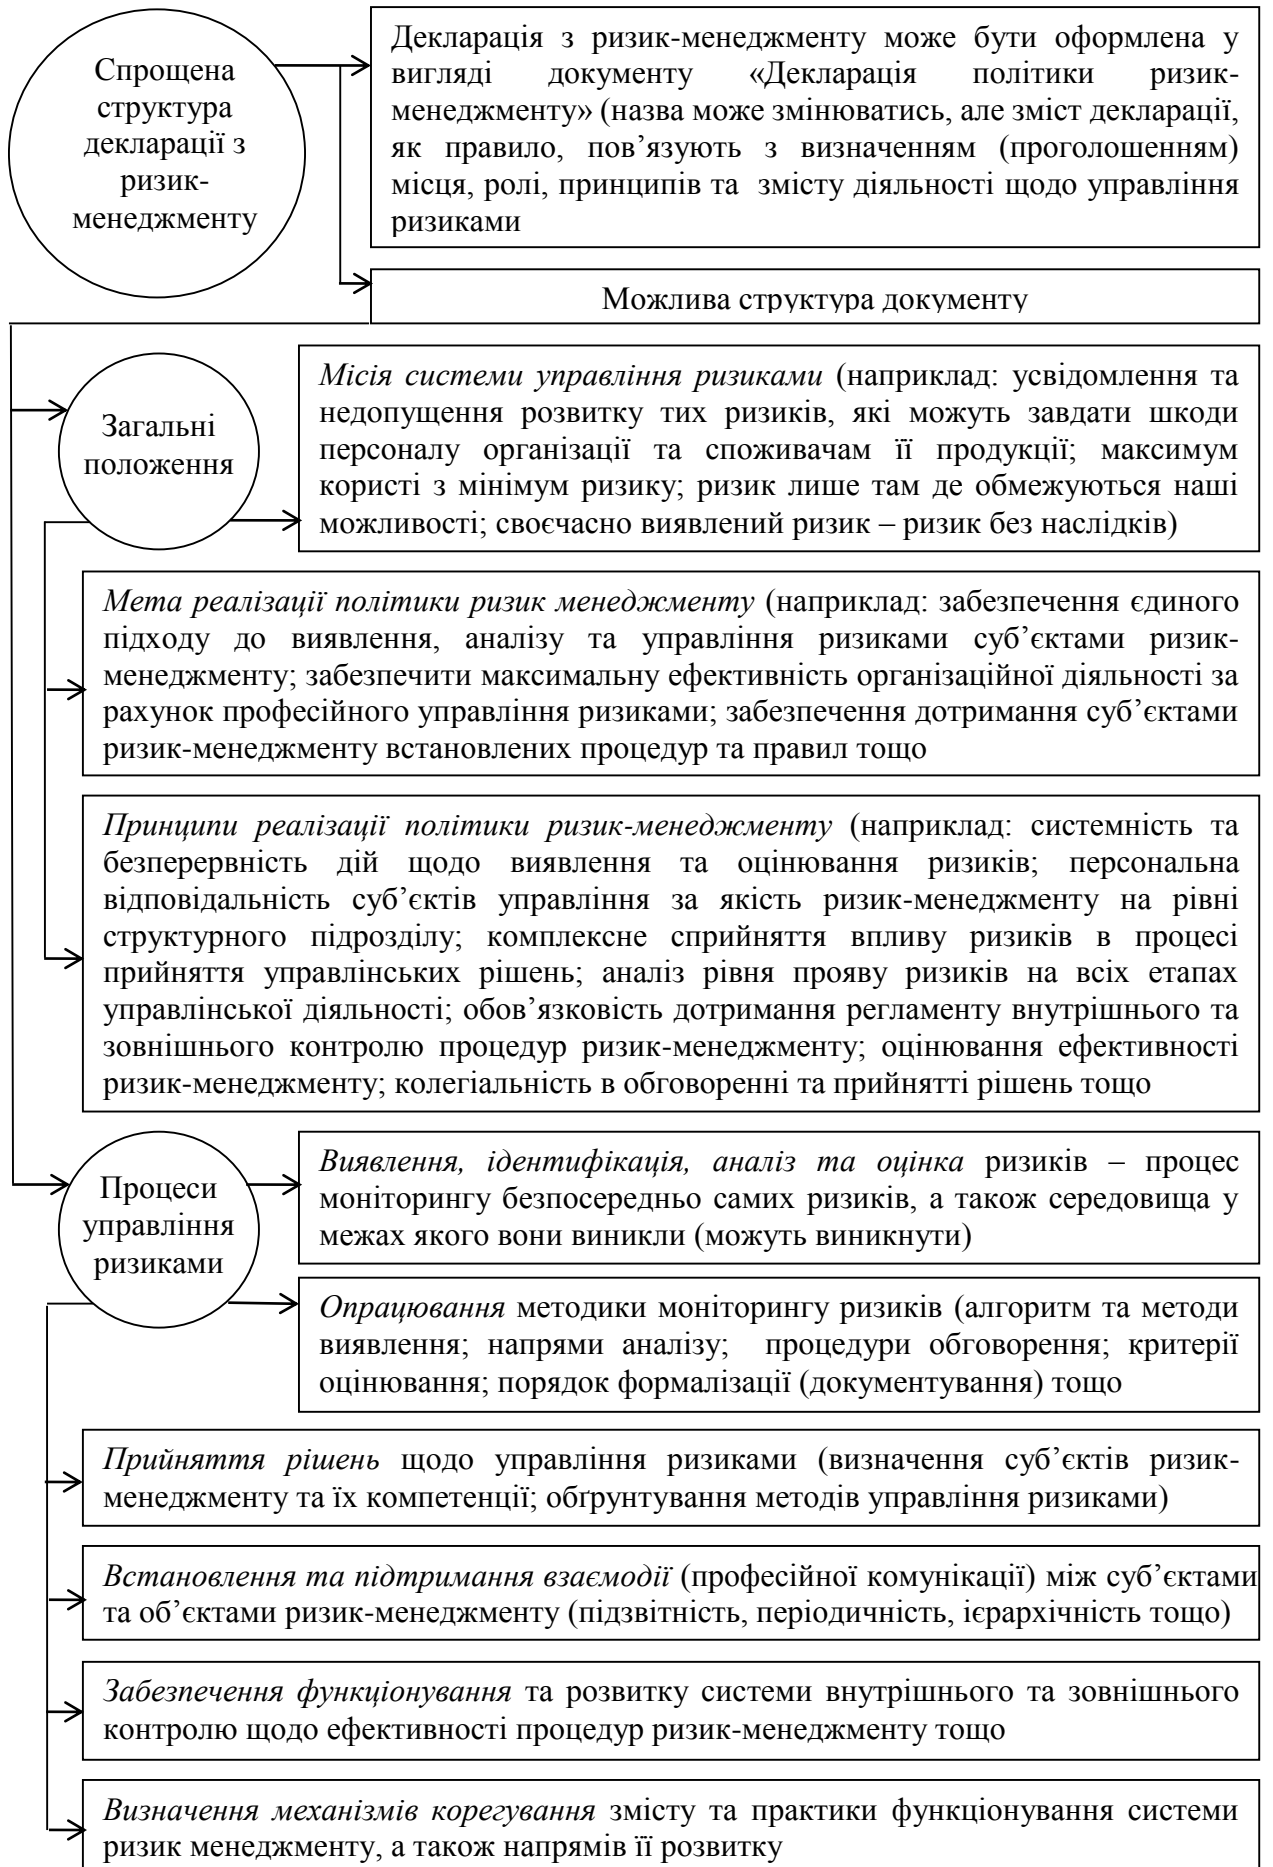 Спрощена
структура
декларації з
ризик-
менеджменту
Декларація з ризик-менеджменту може бути оформлена у
вигляді документу «Декларація політики ризик-
менеджменту» (назва може змінюватись, але зміст декларації,
як правило, пов’язують з визначенням (проголошенням)
місця, ролі, принципів та змісту діяльності щодо управління
ризиками
Можлива структура документу
Загальні
положення
Місія системи управління ризиками (наприклад: усвідомлення та
недопущення розвитку тих ризиків, які можуть завдати шкоди
персоналу організації та споживачам її продукції; максимум
користі з мінімум ризику; ризик лише там де обмежуються наші
можливості; своєчасно виявлений ризик – ризик без наслідків)
Мета реалізації політики ризик менеджменту (наприклад: забезпечення єдиного
підходу до виявлення, аналізу та управління ризиками суб’єктами ризик-
менеджменту; забезпечити максимальну ефективність організаційної діяльності за
рахунок професійного управління ризиками; забезпечення дотримання суб’єктами
ризик-менеджменту встановлених процедур та правил тощо
Принципи реалізації політики ризик-менеджменту (наприклад: системність та
безперервність дій щодо виявлення та оцінювання ризиків; персональна
відповідальність суб’єктів управління за якість ризик-менеджменту на рівні
структурного підрозділу; комплексне сприйняття впливу ризиків в процесі
прийняття управлінських рішень; аналіз рівня прояву ризиків на всіх етапах
управлінської діяльності; обов’язковість дотримання регламенту внутрішнього та
зовнішнього контролю процедур ризик-менеджменту; оцінювання ефективності
ризик-менеджменту; колегіальність в обговоренні та прийнятті рішень тощо
Процеси
управління
ризиками
Виявлення, ідентифікація, аналіз та оцінка ризиків – процес
моніторингу безпосередньо самих ризиків, а також середовища у
межах якого вони виникли (можуть виникнути)
Опрацювання методики моніторингу ризиків (алгоритм та методи
виявлення; напрями аналізу; процедури обговорення; критерії
оцінювання; порядок формалізації (документування) тощо
Прийняття рішень щодо управління ризиками (визначення суб’єктів ризик-
менеджменту та їх компетенції; обґрунтування методів управління ризиками)
Встановлення та підтримання взаємодії (професійної комунікації) між суб’єктами
та об’єктами ризик-менеджменту (підзвітність, періодичність, ієрархічність тощо)
Забезпечення функціонування та розвитку системи внутрішнього та зовнішнього
контролю щодо ефективності процедур ризик-менеджменту тощо
Визначення механізмів корегування змісту та практики функціонування системи
ризик менеджменту, а також напрямів її розвитку